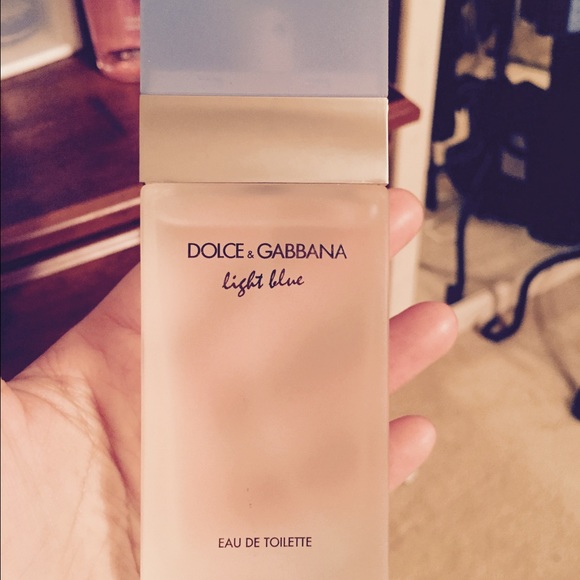 DOLCE & GABBANA
light blue
EAU DE TOILETTE